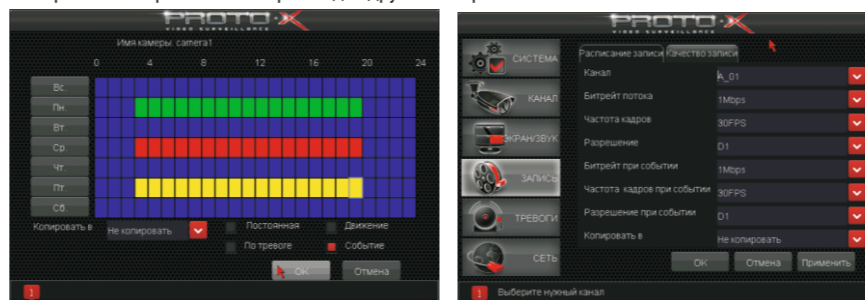 PROTO X
VIDEO SURVEILLANCE
Имя камеры: camera1
0 4 8 12 16 20 24
Вс.
Пн.
Вт.
Ср.
Чт.
Пт.
Сб.
Копировать в Не копировать Постоянная Движение
По тревоге Событие
ОК Отмена
1
PROTO X
VIDEO SURVEILLANCE
СИСТЕМА
КАНАЛ
ЭКРАН/ЗВУК
ЗАПИСЬ
ТРЕВОГИ
СЕТЬ
Расписание записи Качество записи
Канал A_01
Битрейт потока 1Mbps
Частота кадров 30FPS
Разрешение D1
Битрейт при событии 1Mbps
Частота кадров при событии 30FPS
Разрешение при событии D1
Копировать в Не копировать
ОК Отмена Применить
1 Выберите нужный канал